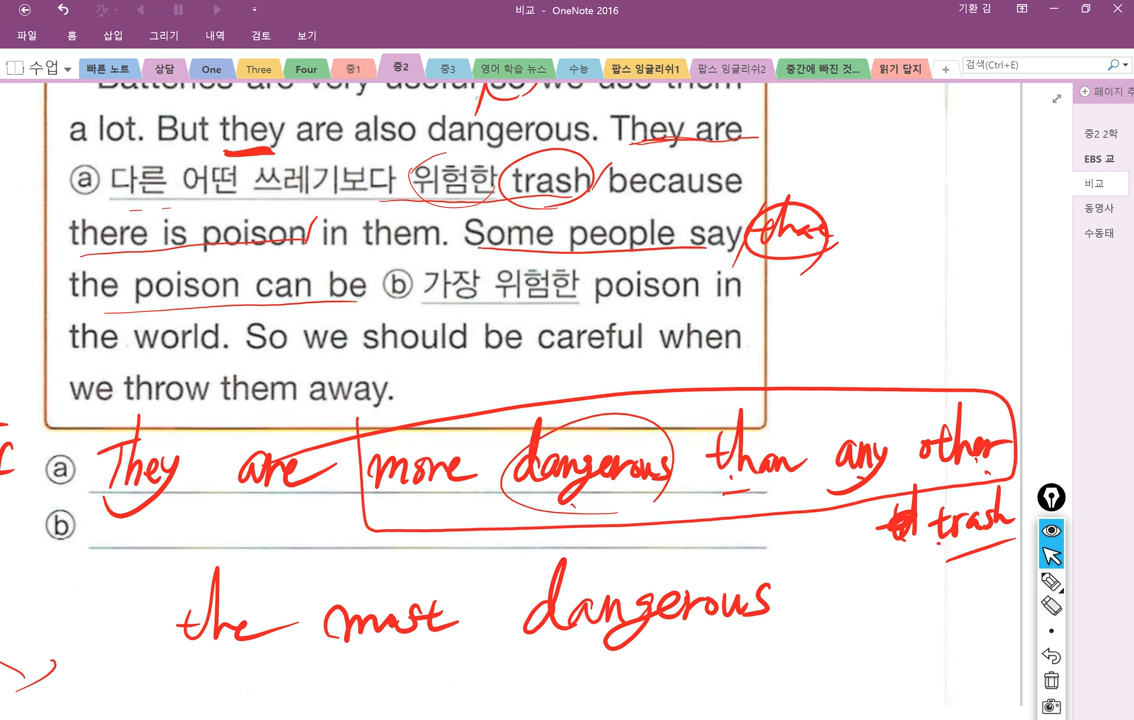 비교 - OneNote 2016
기환 김
파일 홈 삽입 그리기 내역 검토 보기
수업 빠른 노트 상담 One Three Four 중1 중2 중3 영어 학습 뉴스 수능 팝스 잉글리쉬1 팝스 잉글리쉬2 중간에 빠진 것... 읽기 답지 + 검색(Ctrl+E)
페이지 추
중2 2학
EBS 교
비교
동명사
수동태
Batteries are very useful so we use them
a lot. But they are also dangerous. They are
ⓐ 다른 어떤 쓰레기보다 위험한 trash because
there is poison in them. Some people say that
the poison can be ⓑ 가장 위험한 poison in
the world. So we should be careful when
we throw them away.
ⓐ They are more dangerous than any other
trash
ⓑ
the most dangerous